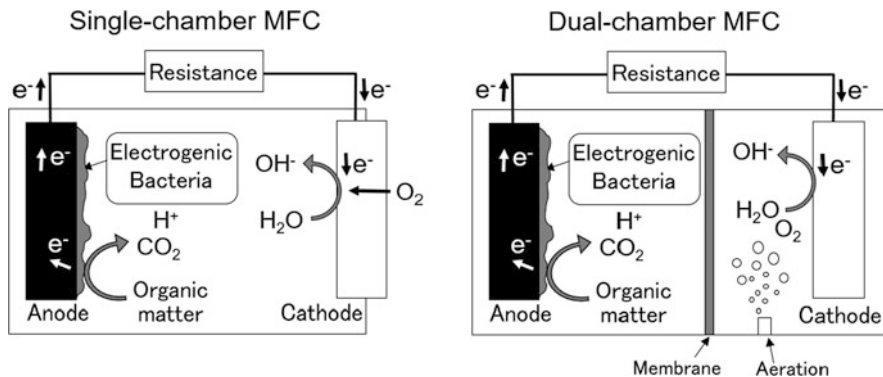 Single-chamber MFC
Resistance
e-
e-
e-
Electrogenic
Bacteria
OH-
e-
O2
H+
CO2
H2O
e-
Organic
matter
Anode
Cathode
Dual-chamber MFC
Resistance
e-
e-
e-
Electrogenic
Bacteria
OH-
e-
H+
CO2
H2O
O2
e-
Organic
matter
Anode
Cathode
Membrane
Aeration